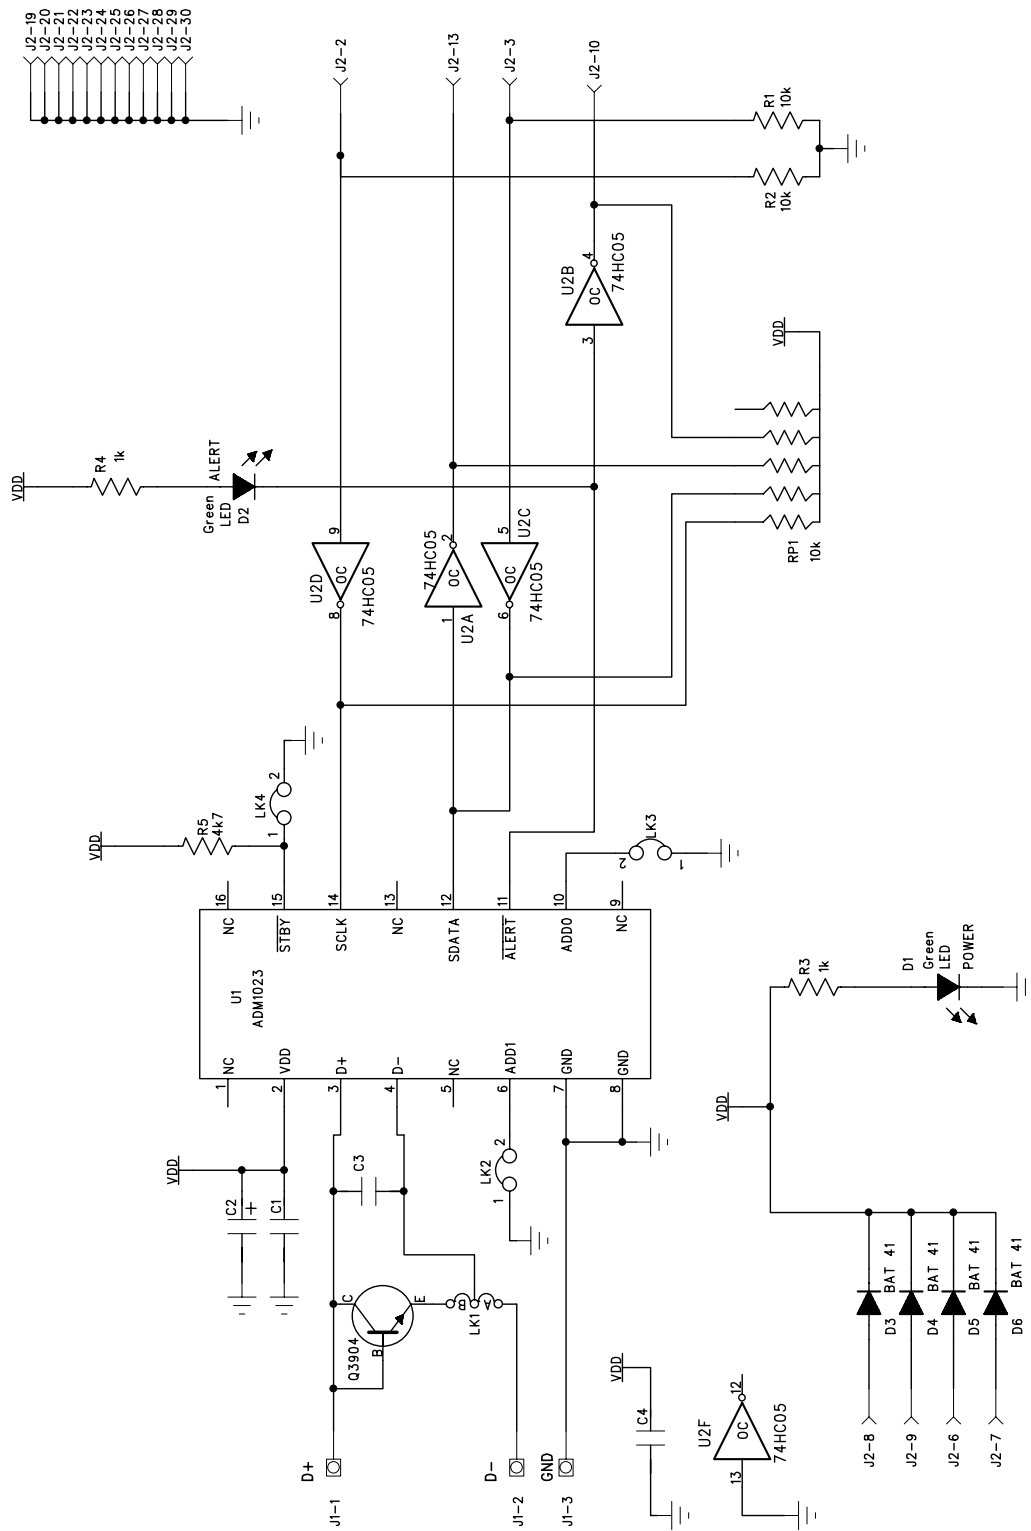 J2-19
J2-20
J2-21
J2-22
J2-23
J2-24
J2-25
J2-26
J2-27
J2-28
J2-29
J2-30
J2-2
J2-13
J2-3
J2-10
R1
10k
R2
10k
VDD
R4
1k
ALERT
Green
LED
D2
U2B
OC
3
4
74HC05
VDD
RP1
10k
U2D
OC
9
8
74HC05
74HC05
OC
2
1
U2A
U2C
OC
5
6
74HC05
VDD
R5
4k7
LK4
1
2
LK3
2
1
NC
16
STBY
15
SCLK
14
NC
13
SDATA
12
ALERT
11
ADD0
10
NC
9
U1
ADM1023
NC
1
VDD
2
D+
3
D-
4
NC
5
ADD1
6
GND
7
GND
8
VDD
C2
+
C1
C3
LK2
1
2
Q3904
C
B
E
B
A
LK1
D+
J1-1
D-
J1-2
GND
J1-3
VDD
C4
U2F
OC
12
13
74HC05
VDD
R3
1k
D1
Green
LED
POWER
BAT 41
D3
BAT 41
D4
BAT 41
D5
BAT 41
D6
J2-8
J2-9
J2-6
J2-7